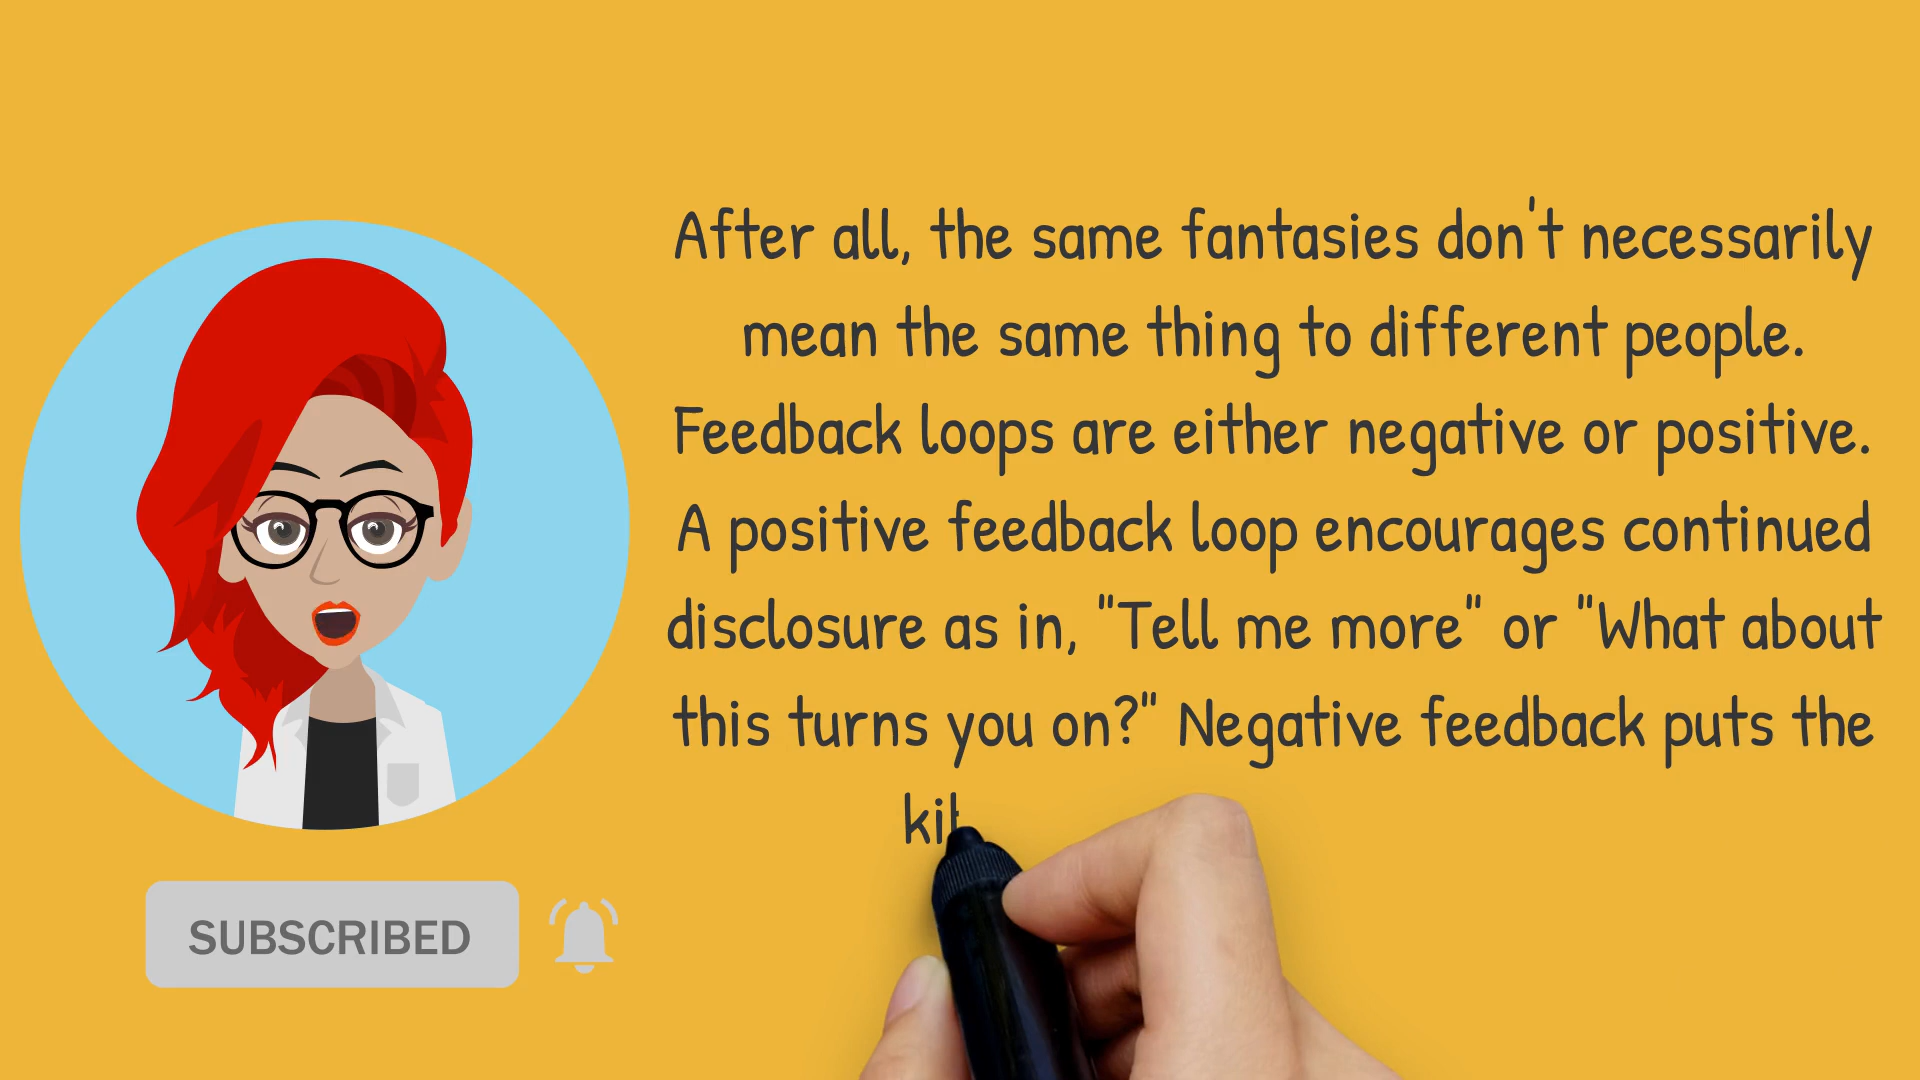 After all, the same fantasies don't necessarily
mean the same thing to different people.
Feedback loops are either negative or positive.
A positive feedback loop encourages continued
disclosure as in, "Tell me more" or "What about
this turns you on?" Negative feedback puts the
SUBSCRIBED